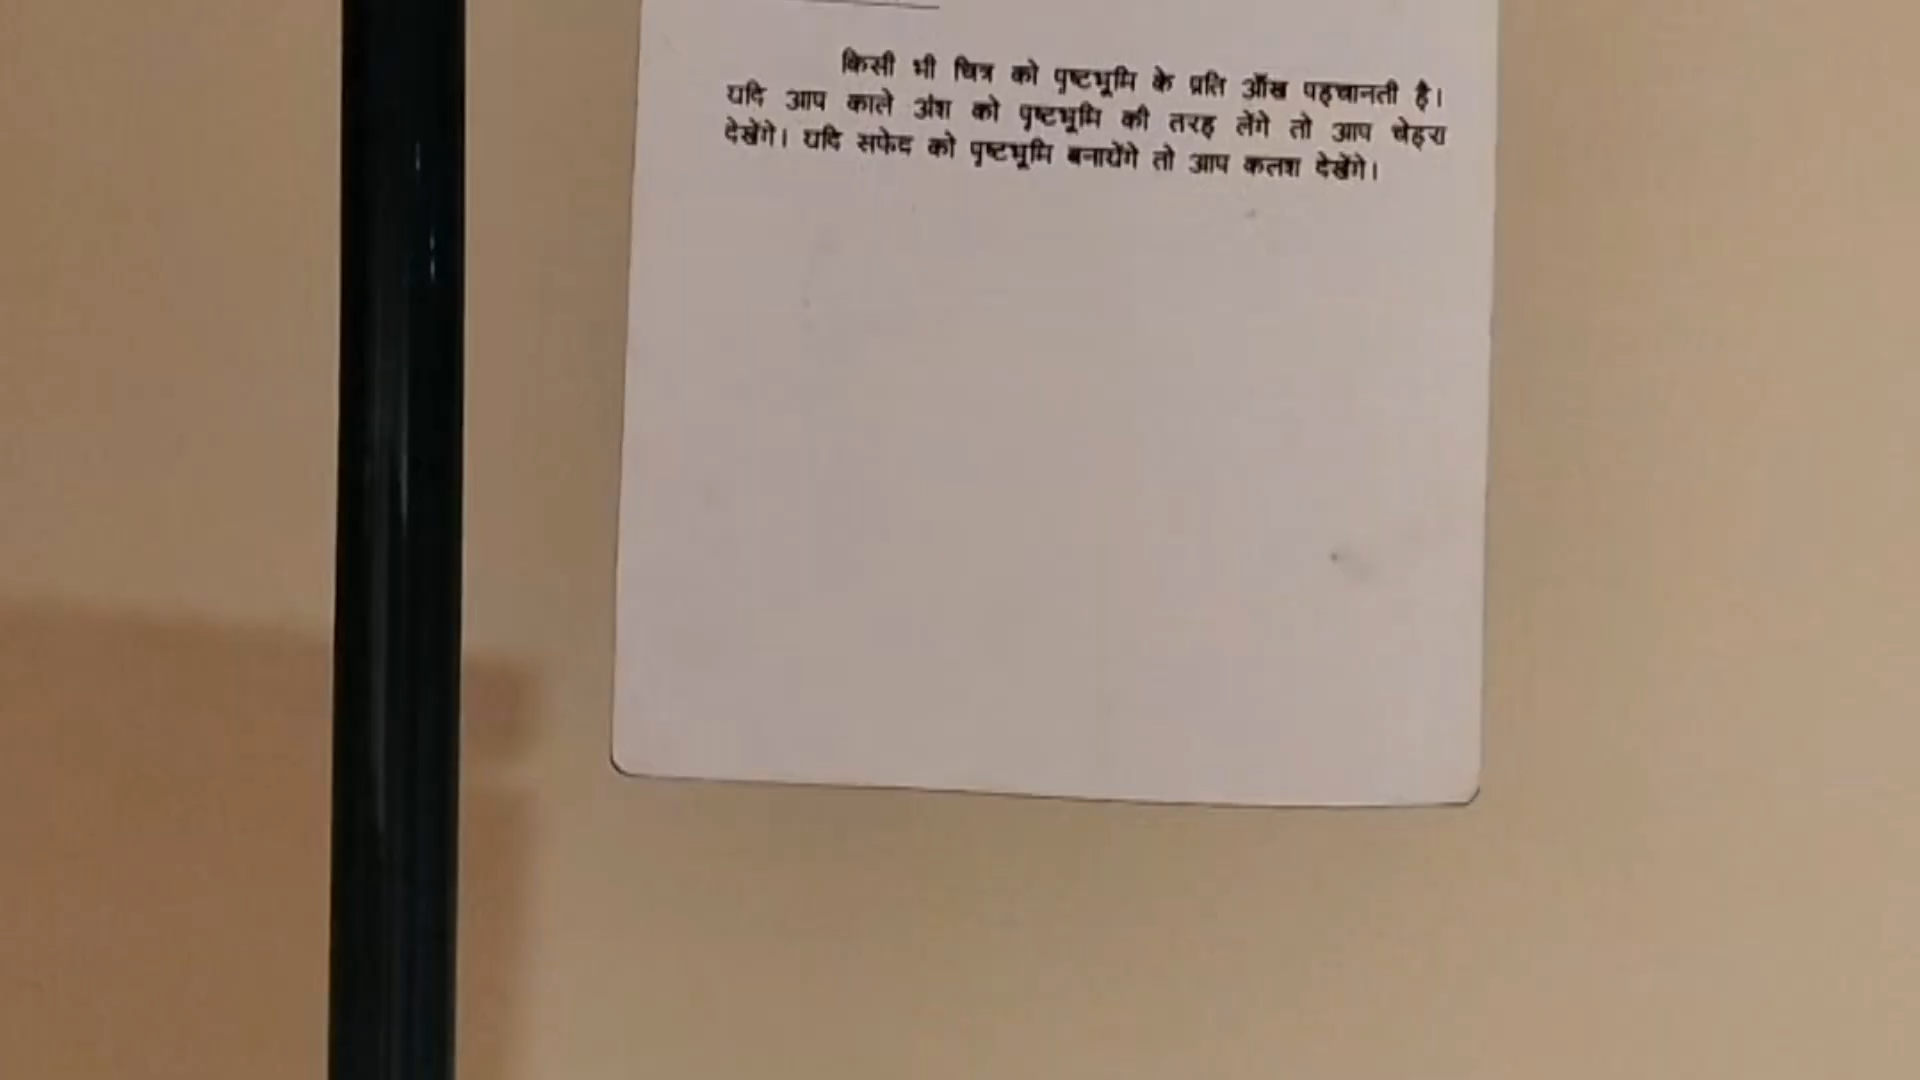 किसी भी चित्र को पृष्टभूमि के प्रति आँख पहचानती है।
यदि आप काले अंश को पृष्टभूमि की तरह लेंगे तो आप चेहरा
देखेंगे। यदि सफेद को पृष्टभूमि बनायेंगे तो आप कलश देखेंगे।